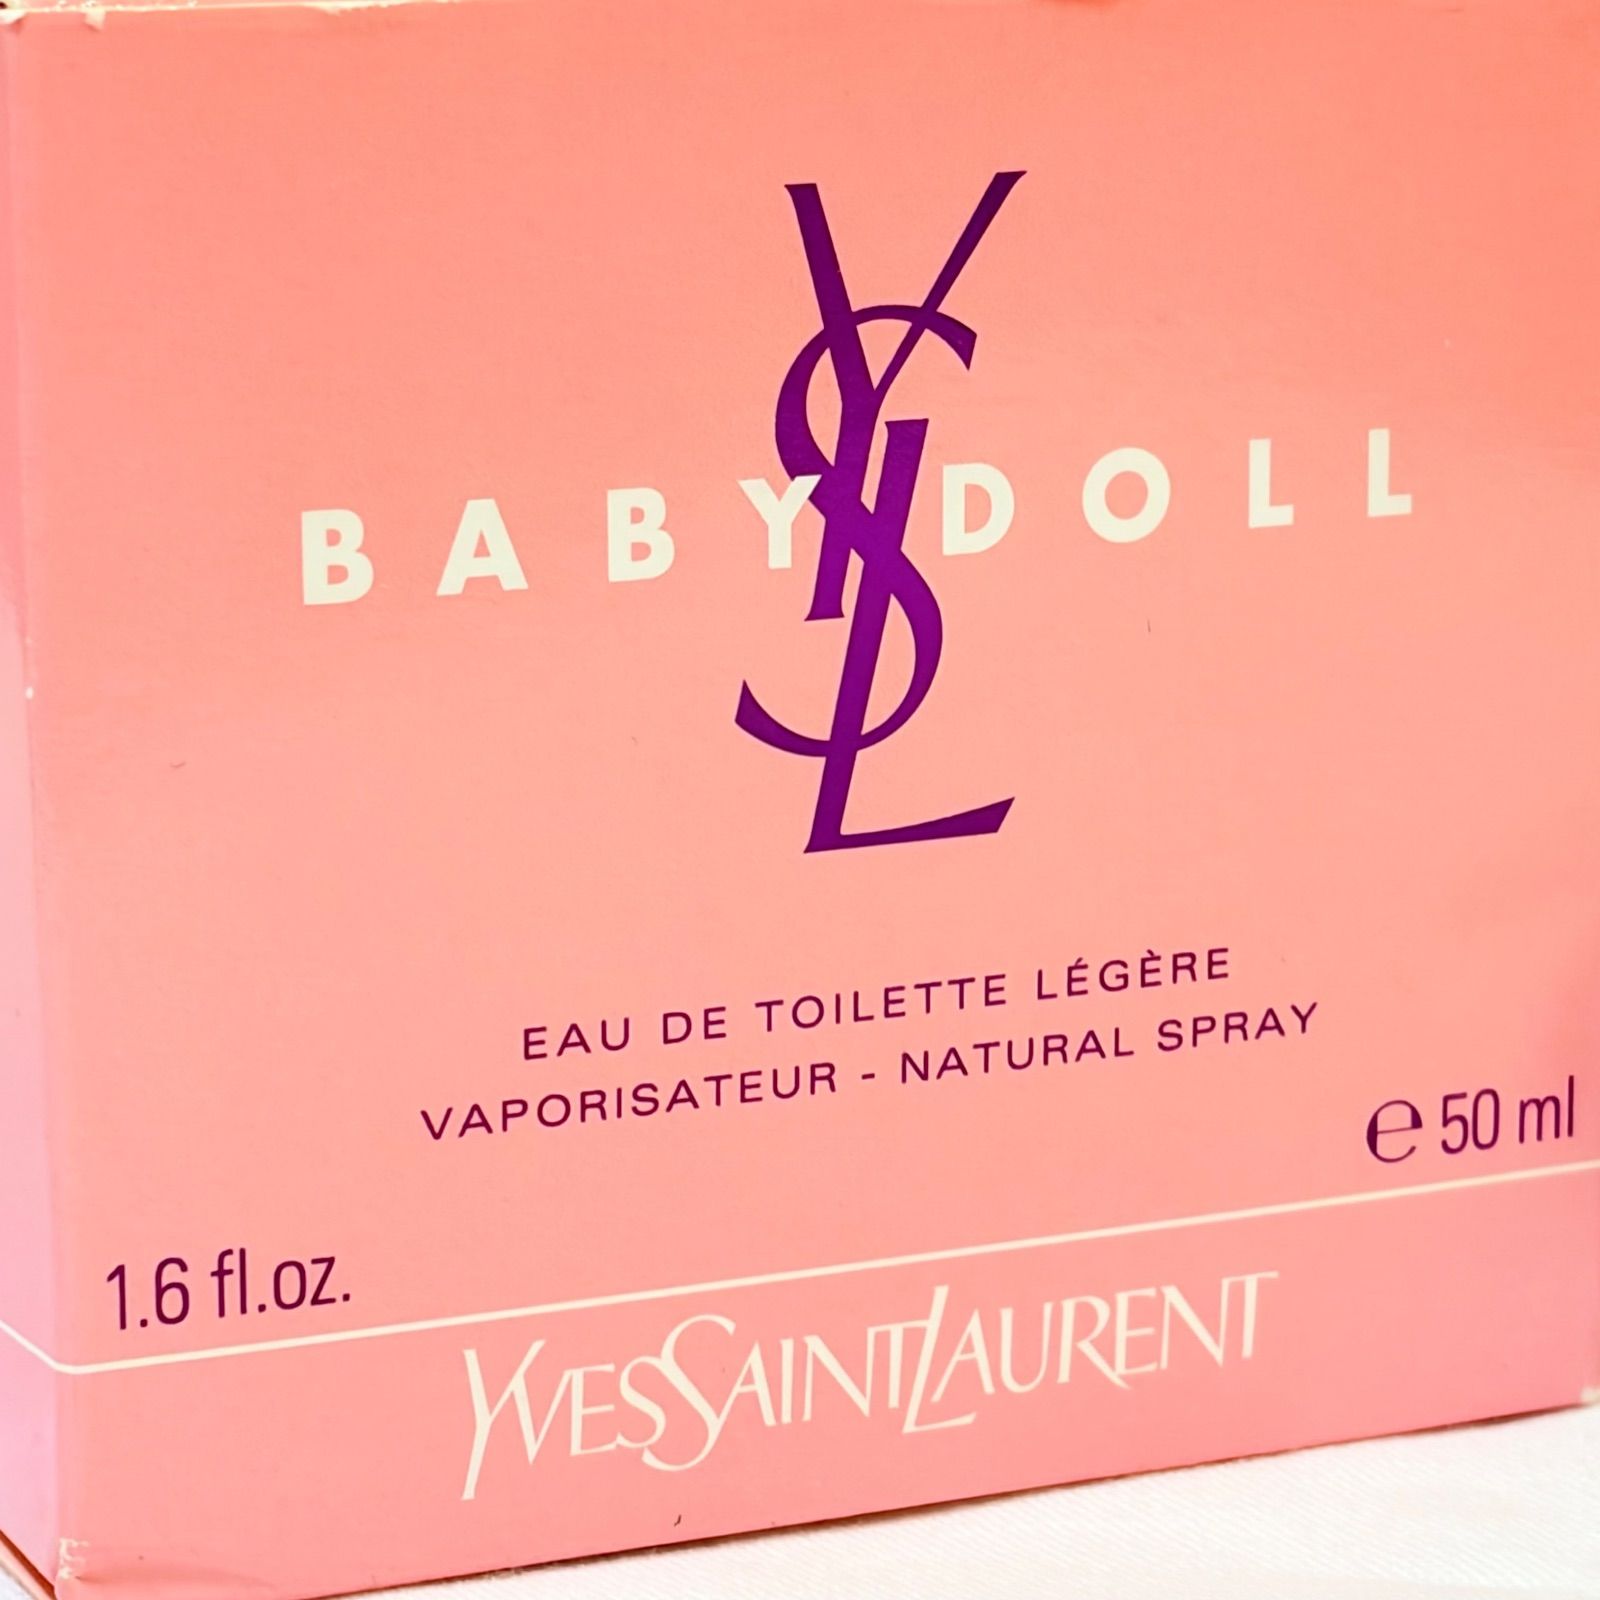 YSL
BABY DOLL
EAU DE TOILETTE LÉGÈRE
VAPORISATEUR - NATURAL SPRAY
℮ 50 ml
1.6 fl.oz.
YVESSAINTLAURENT